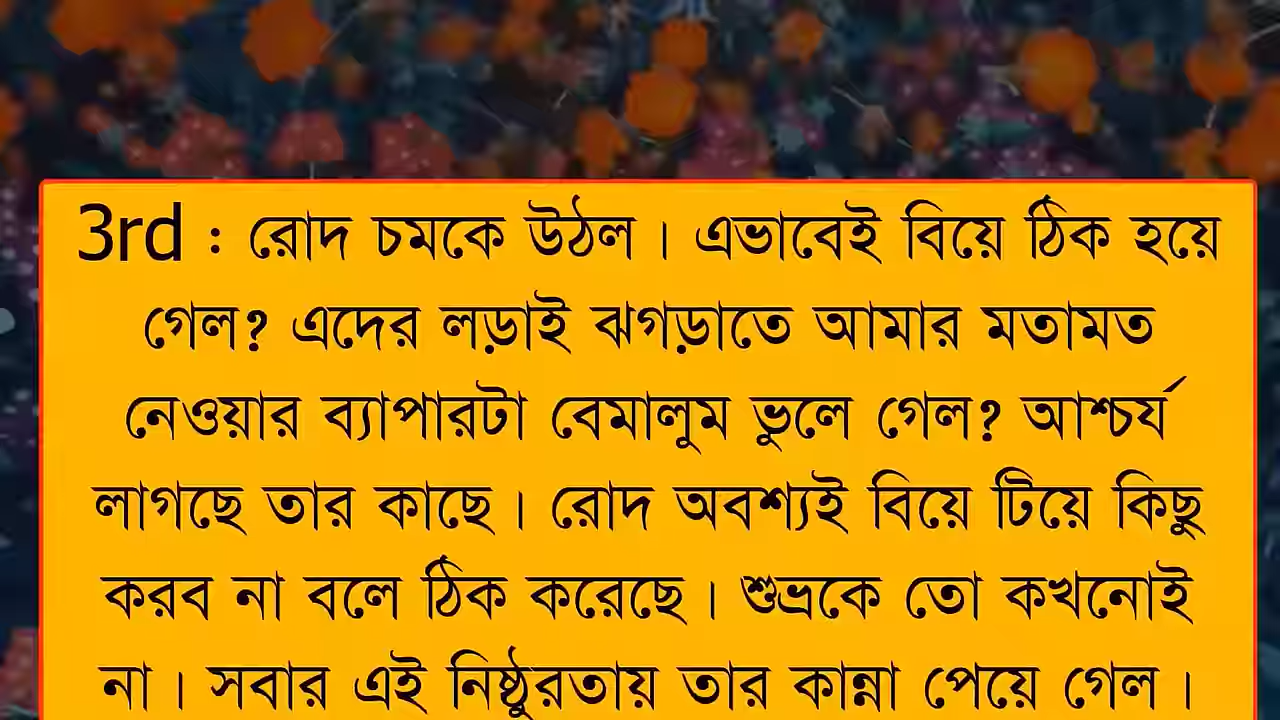 3rd : রোদ চমকে উঠল । এভাবেই বিয়ে ঠিক হয়ে
গেল? এদের লড়াই ঝগড়াতে আমার মতামত
নেওয়ার ব্যাপারটা বেমালুম ভুলে গেল? আশ্চর্য
লাগছে তার কাছে । রোদ অবশ্যই বিয়ে টিয়ে কিছু
করব না বলে ঠিক করেছে । শুভ্রকে তো কখনোই
না । সবার এই নিষ্ঠুরতায় তার কান্না পেয়ে গেল ।